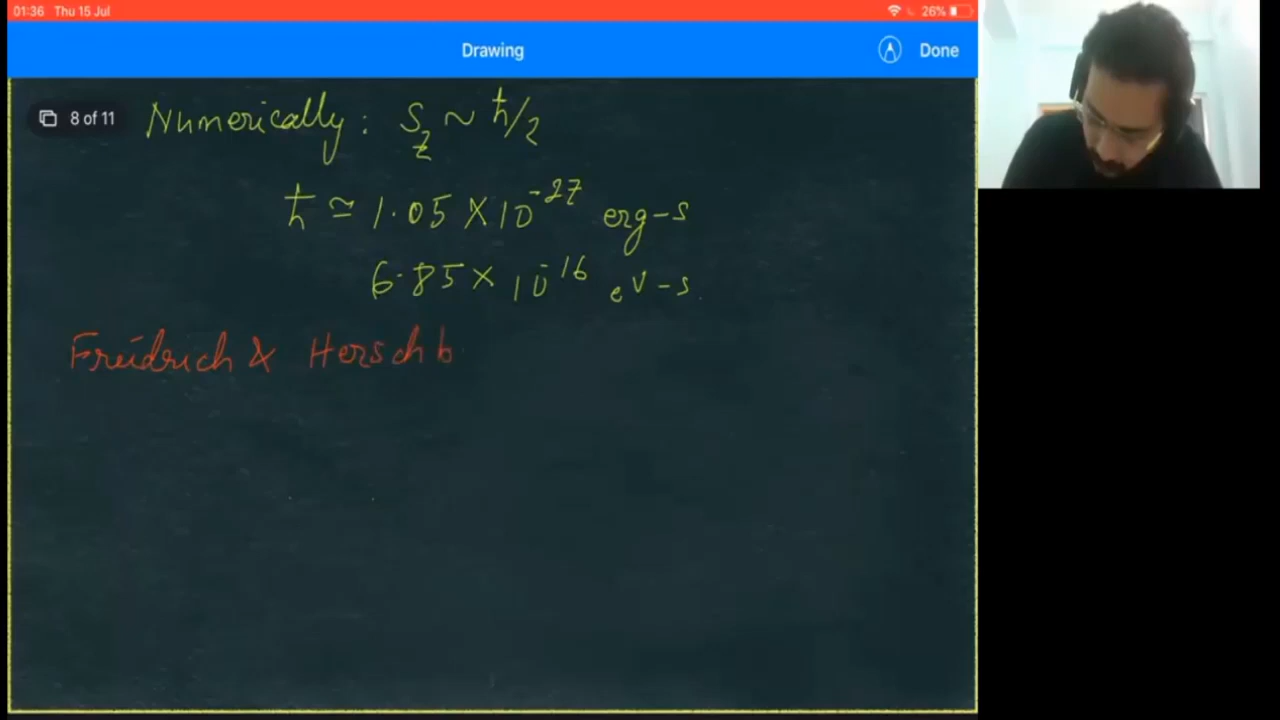 01:36 Thu 15 Jul 26%
Drawing Done
8 of 11
Numerically: S_z ~ ħ/2
ħ ≃ 1.05 × 10^-27 erg-s
6.85 × 10^-16 eV-s
Freidrich & Herschb